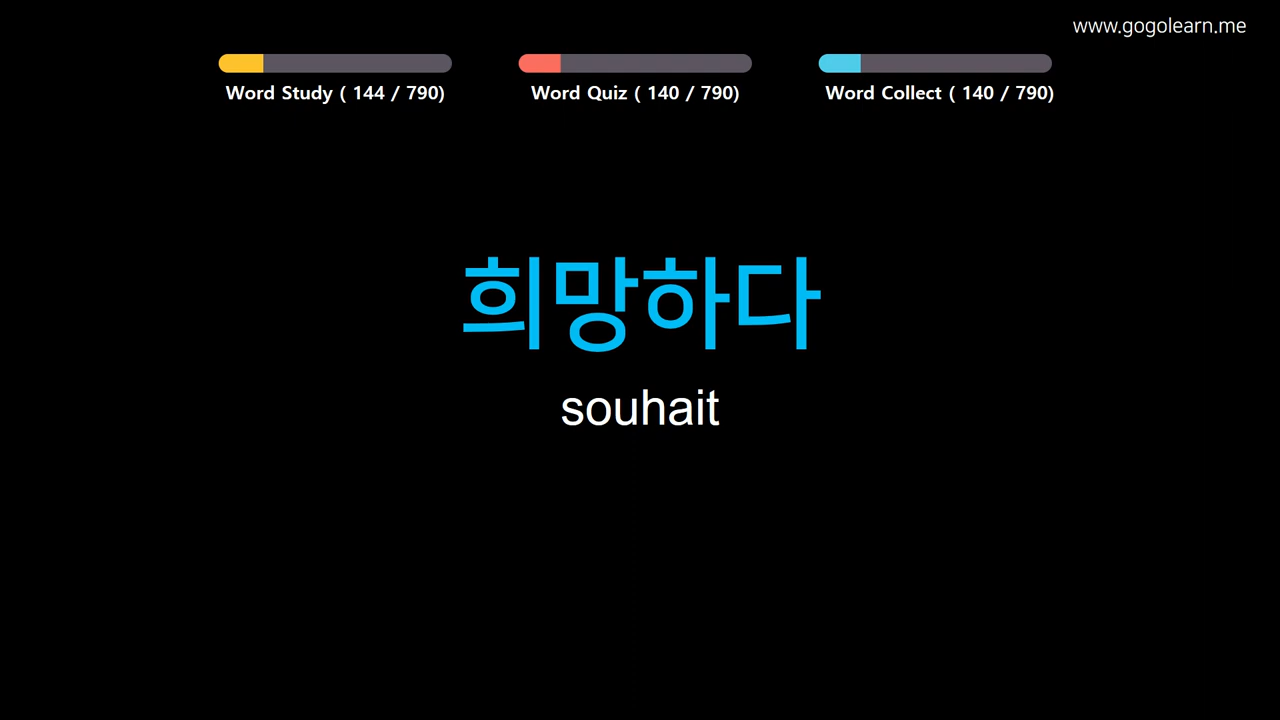 www.gogolearn.me
Word Study ( 144 / 790)
Word Quiz ( 140 / 790)
Word Collect ( 140 / 790)
희망하다
souhait